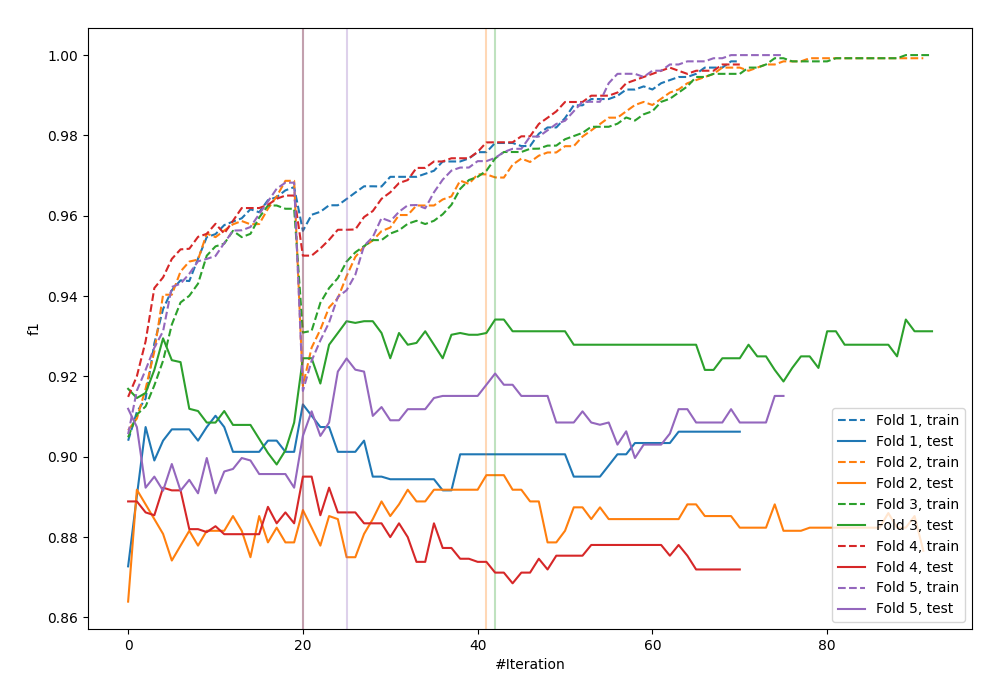 1.00
0.98
0.96
0.94
0.92
0.90
0.88
0.86
f1
0
20
40
60
80
#Iteration
Fold 1, train
Fold 1, test
Fold 2, train
Fold 2, test
Fold 3, train
Fold 3, test
Fold 4, train
Fold 4, test
Fold 5, train
Fold 5, test